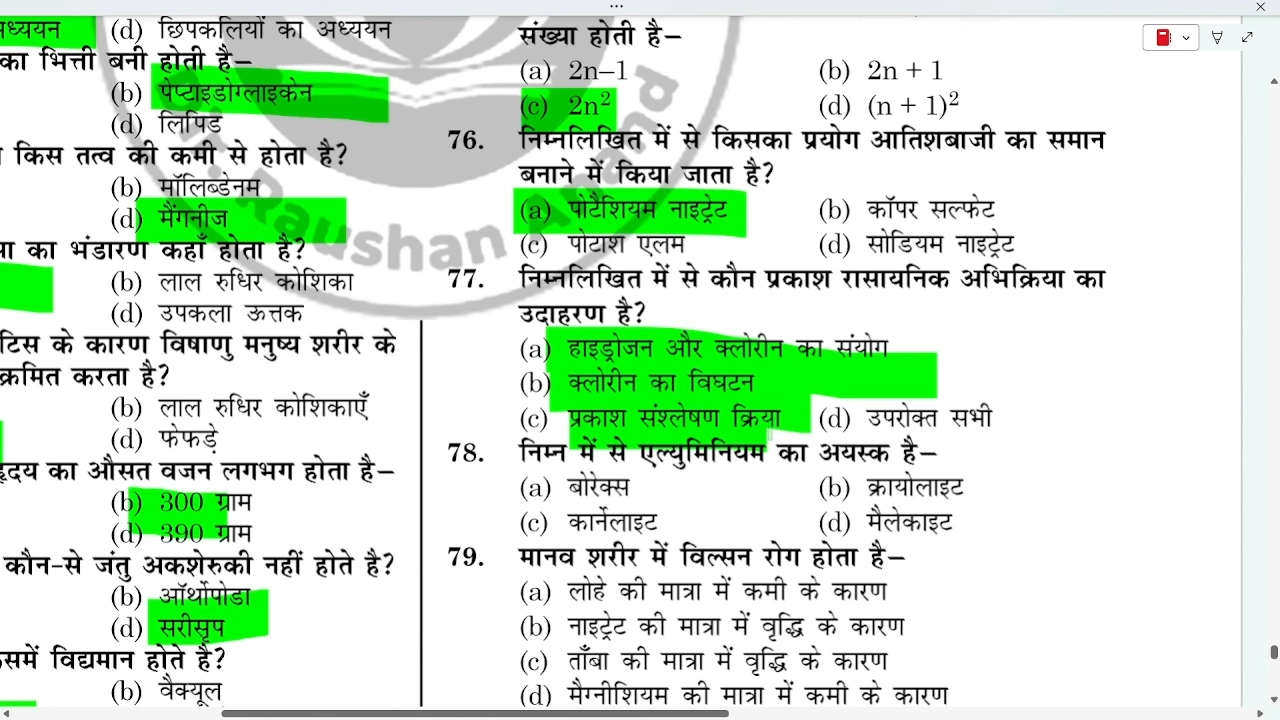 ध्ययन (d) छिपकलियों का अध्ययन
का भित्ती बनी होती है–
(b) पेप्टाइडोग्लाइकेन
(d) लिपिड
किस तत्व की कमी से होता है?
(b) मॉलिब्डेनम
(d) मैंगनीज
का भंडारण कहाँ होता है?
(b) लाल रुधिर कोशिका
(d) उपकला ऊत्तक
टिस के कारण विषाणु मनुष्य शरीर के
क्रमित करता है?
(b) लाल रुधिर कोशिकाएँ
(d) फेफड़े
हृदय का औसत वजन लगभग होता है–
(b) 300 ग्राम
(d) 390 ग्राम
कौन-से जंतु अकशेरुकी नहीं होते है?
(b) ऑर्थोपोडा
(d) सरीसृप
समें विद्यमान होते है?
(b) वैक्यूल
संख्या होती है–
(a) 2n–1 (b) 2n + 1
(c) 2n² (d) (n + 1)²
76. निम्नलिखित में से किसका प्रयोग आतिशबाजी का समान
बनाने में किया जाता है?
(a) पोटैशियम नाइट्रेट (b) कॉपर सल्फेट
(c) पोटाश एलम (d) सोडियम नाइट्रेट
77. निम्नलिखित में से कौन प्रकाश रासायनिक अभिक्रिया का
उदाहरण है?
(a) हाइड्रोजन और क्लोरीन का संयोग
(b) क्लोरीन का विघटन
(c) प्रकाश संश्लेषण क्रिया (d) उपरोक्त सभी
78. निम्न में से एल्युमिनियम का अयस्क है–
(a) बोरेक्स (b) क्रायोलाइट
(c) कार्नेलाइट (d) मैलेकाइट
79. मानव शरीर में विल्सन रोग होता है–
(a) लोहे की मात्रा में कमी के कारण
(b) नाइट्रेट की मात्रा में वृद्धि के कारण
(c) ताँबा की मात्रा में वृद्धि के कारण
(d) मैग्नीशियम की मात्रा में कमी के कारण
Raushan Anand